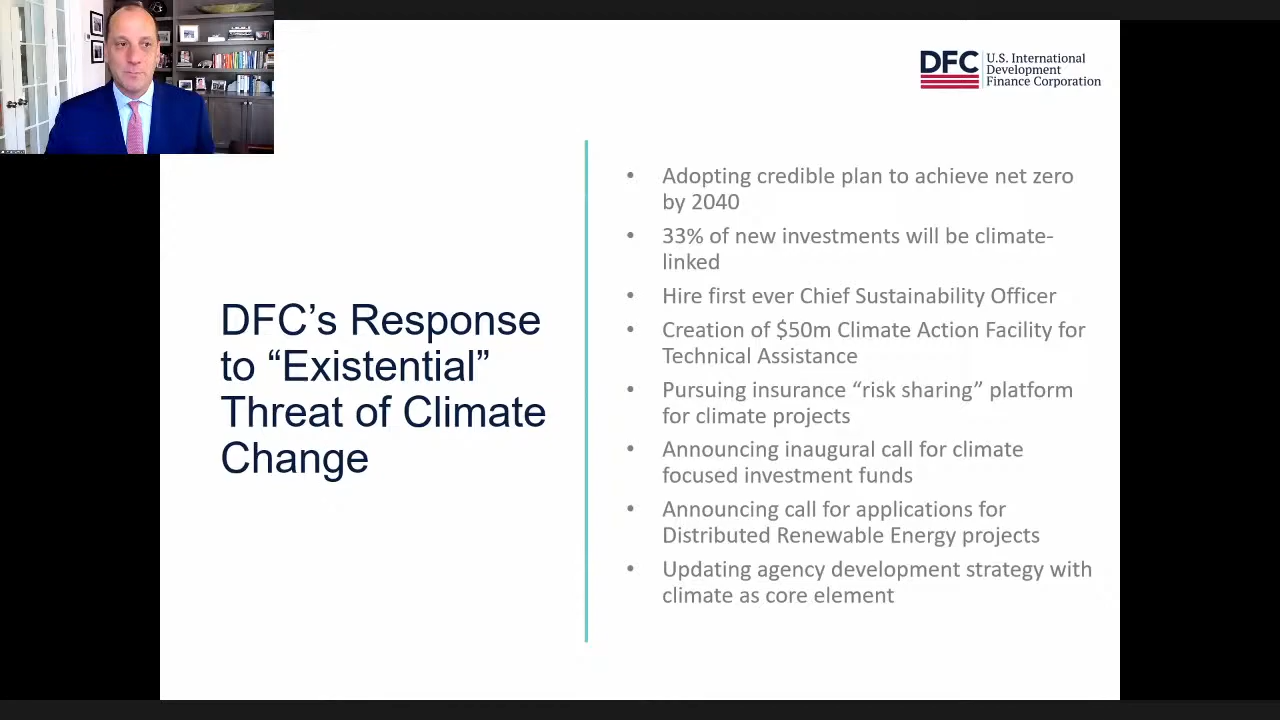 DFC
U.S. International
Development
Finance Corporation
DFC’s Response
to “Existential”
Threat of Climate
Change
• Adopting credible plan to achieve net zero
by 2040
• 33% of new investments will be climate-
linked
• Hire first ever Chief Sustainability Officer
• Creation of $50m Climate Action Facility for
Technical Assistance
• Pursuing insurance “risk sharing” platform
for climate projects
• Announcing inaugural call for climate
focused investment funds
• Announcing call for applications for
Distributed Renewable Energy projects
• Updating agency development strategy with
climate as core element